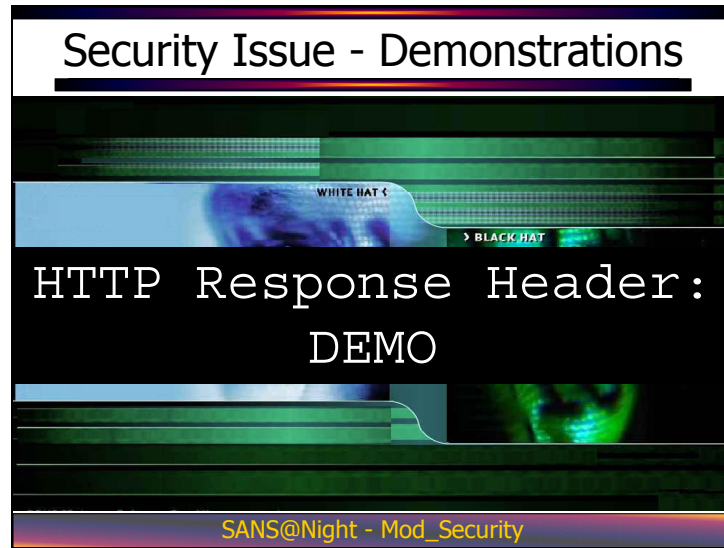 Security Issue - Demonstrations
WHITE HAT <
> BLACK HAT
HTTP Response Header:
DEMO
SANS@Night - Mod_Security